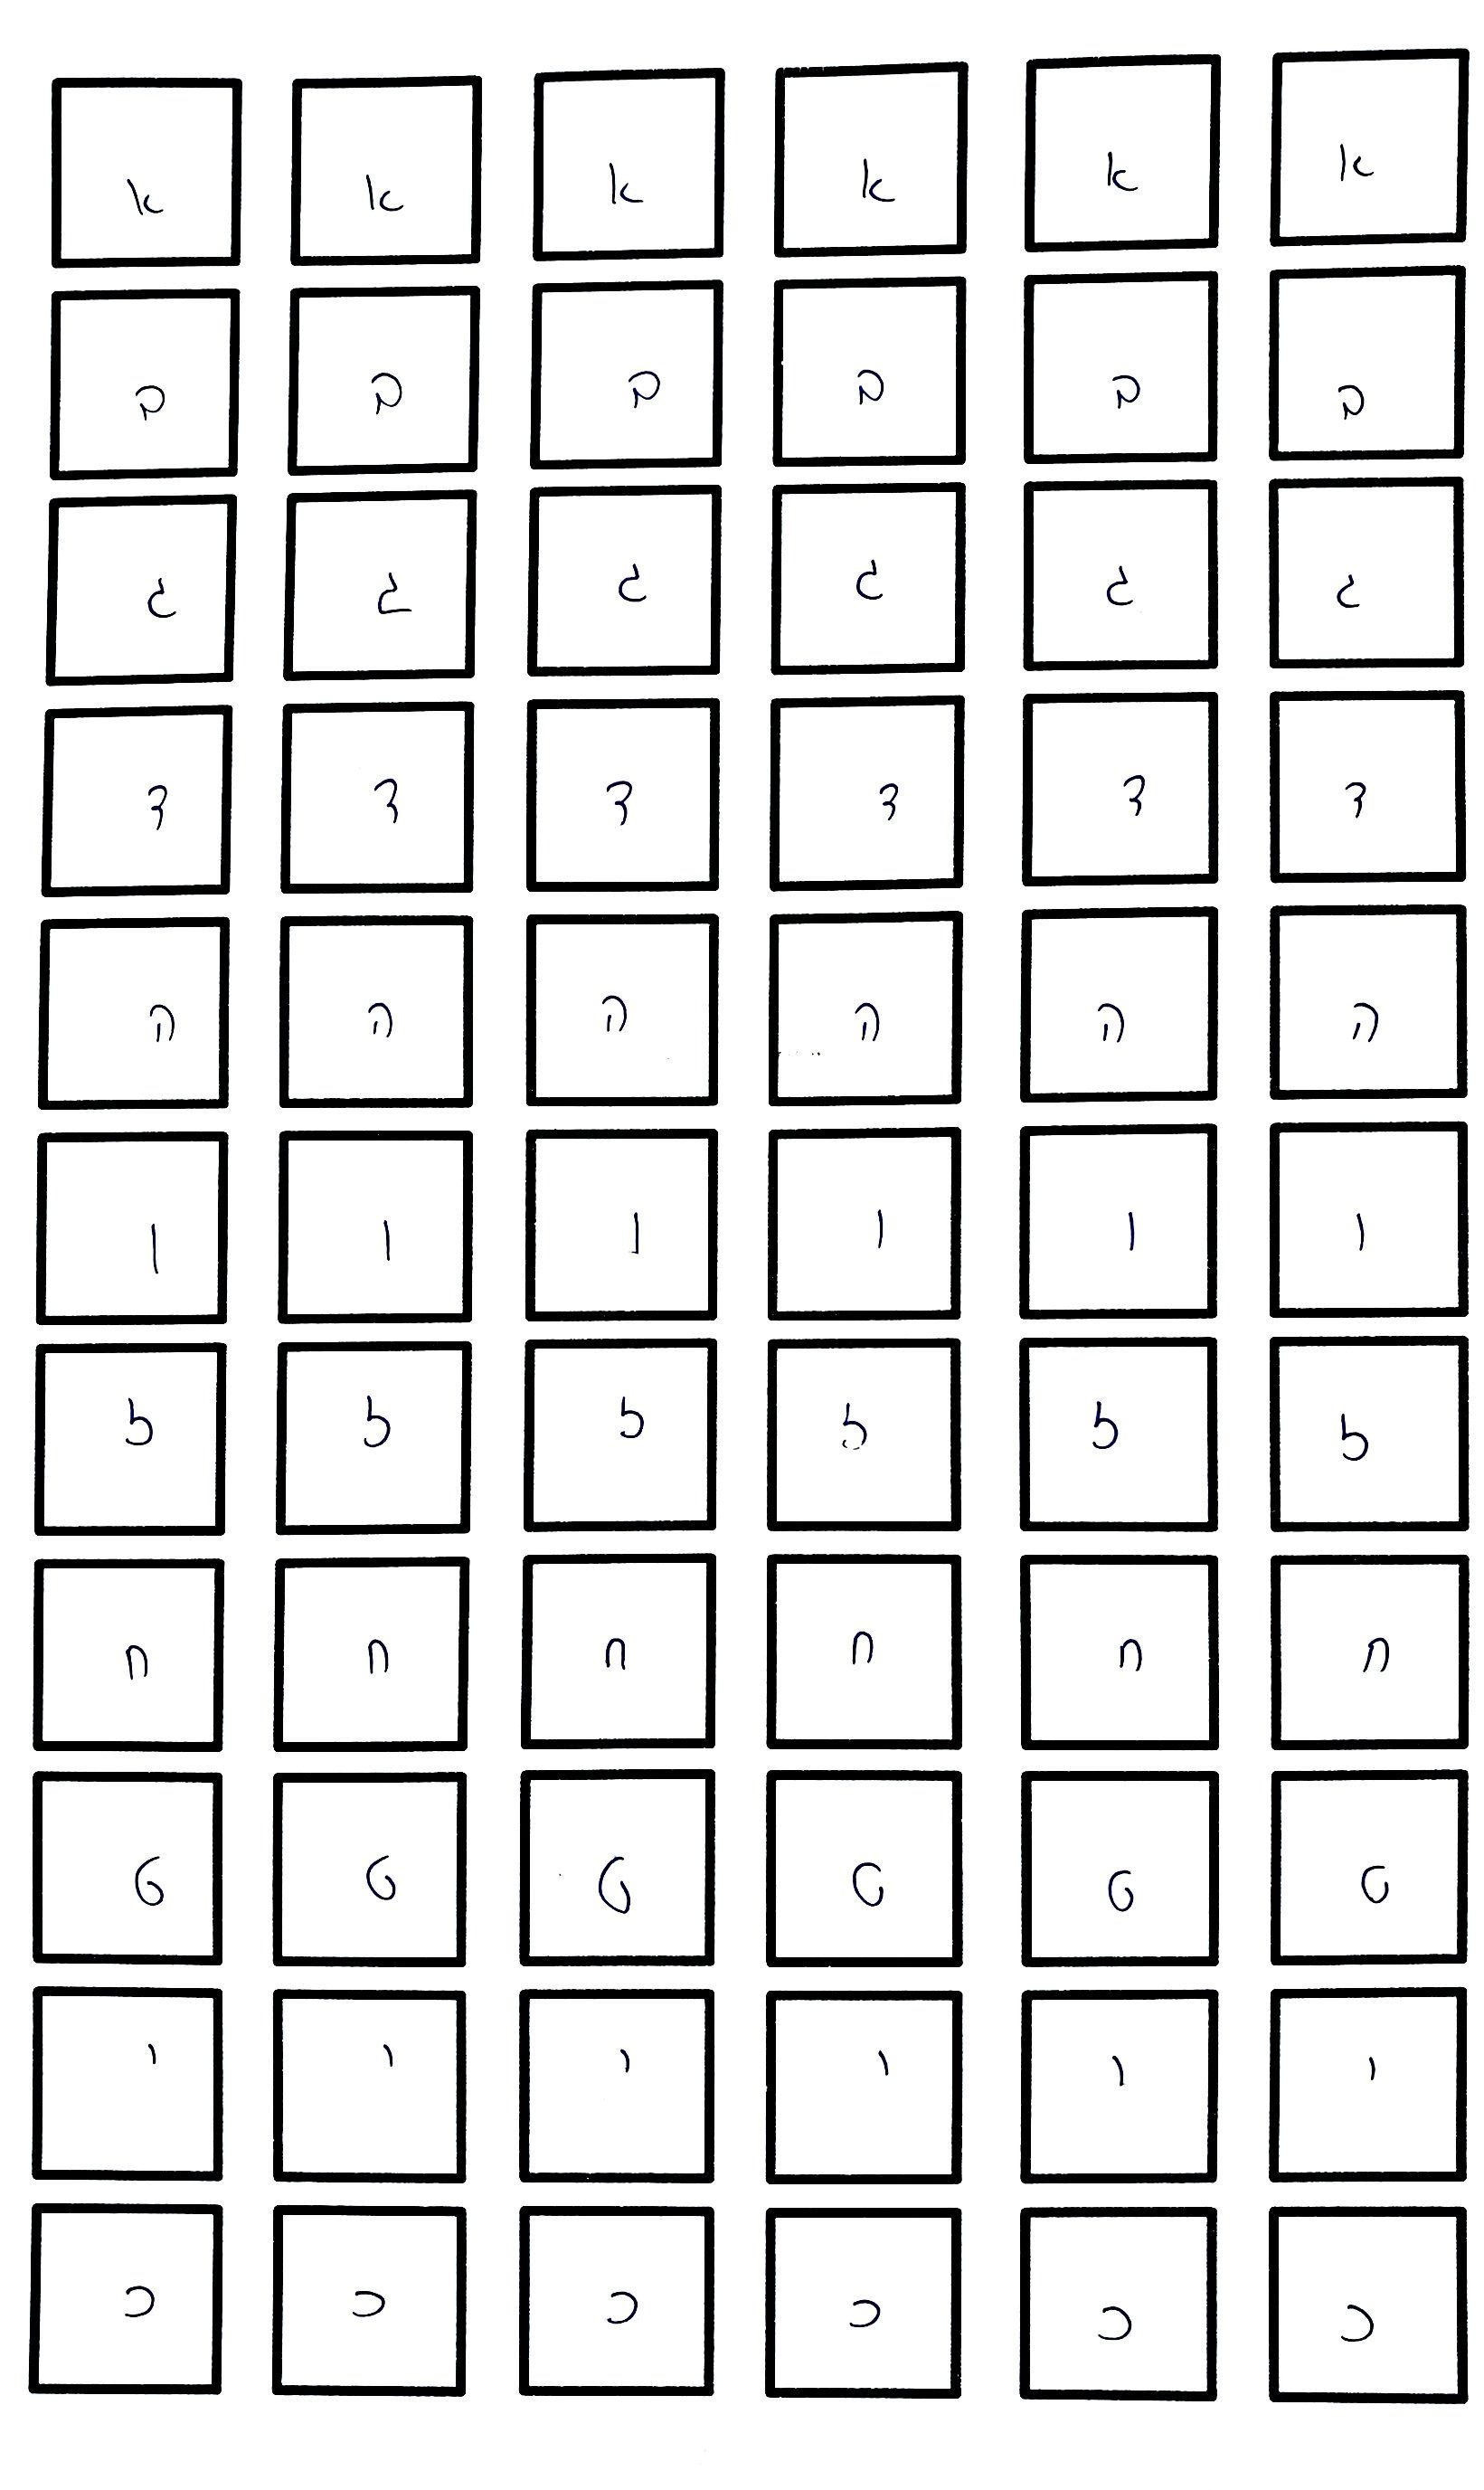 א א א א א א
ב ב ב ב ב ב
ג ג ג ג ג ג
ד ד ד ד ד ד
ה ה ה ה ה ה
ו ו ו ו ו ו
ז ז ז ז ז ז
ח ח ח ח ח ח
ט ט ט ט ט ט
י י י י י י
כ כ כ כ כ כ